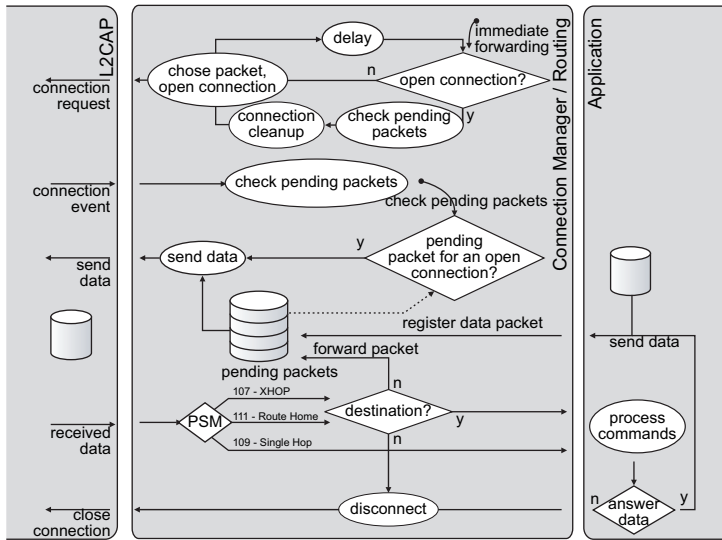 L2CAP
Connection Manager / Routing
Application
immediate
forwarding
delay
chose packet,
open connection
n
open connection?
connection
request
y
connection
cleanup
check pending
packets
connection
event
check pending packets
check pending packets
y
pending
packet for an open
connection?
send data
send
data
register data packet
send data
forward packet
pending packets
n
107 - XHOP
PSM
111 - Route Home
destination?
y
process
commands
received
data
109 - Single Hop
n
n
answer
data
y
disconnect
close
connection